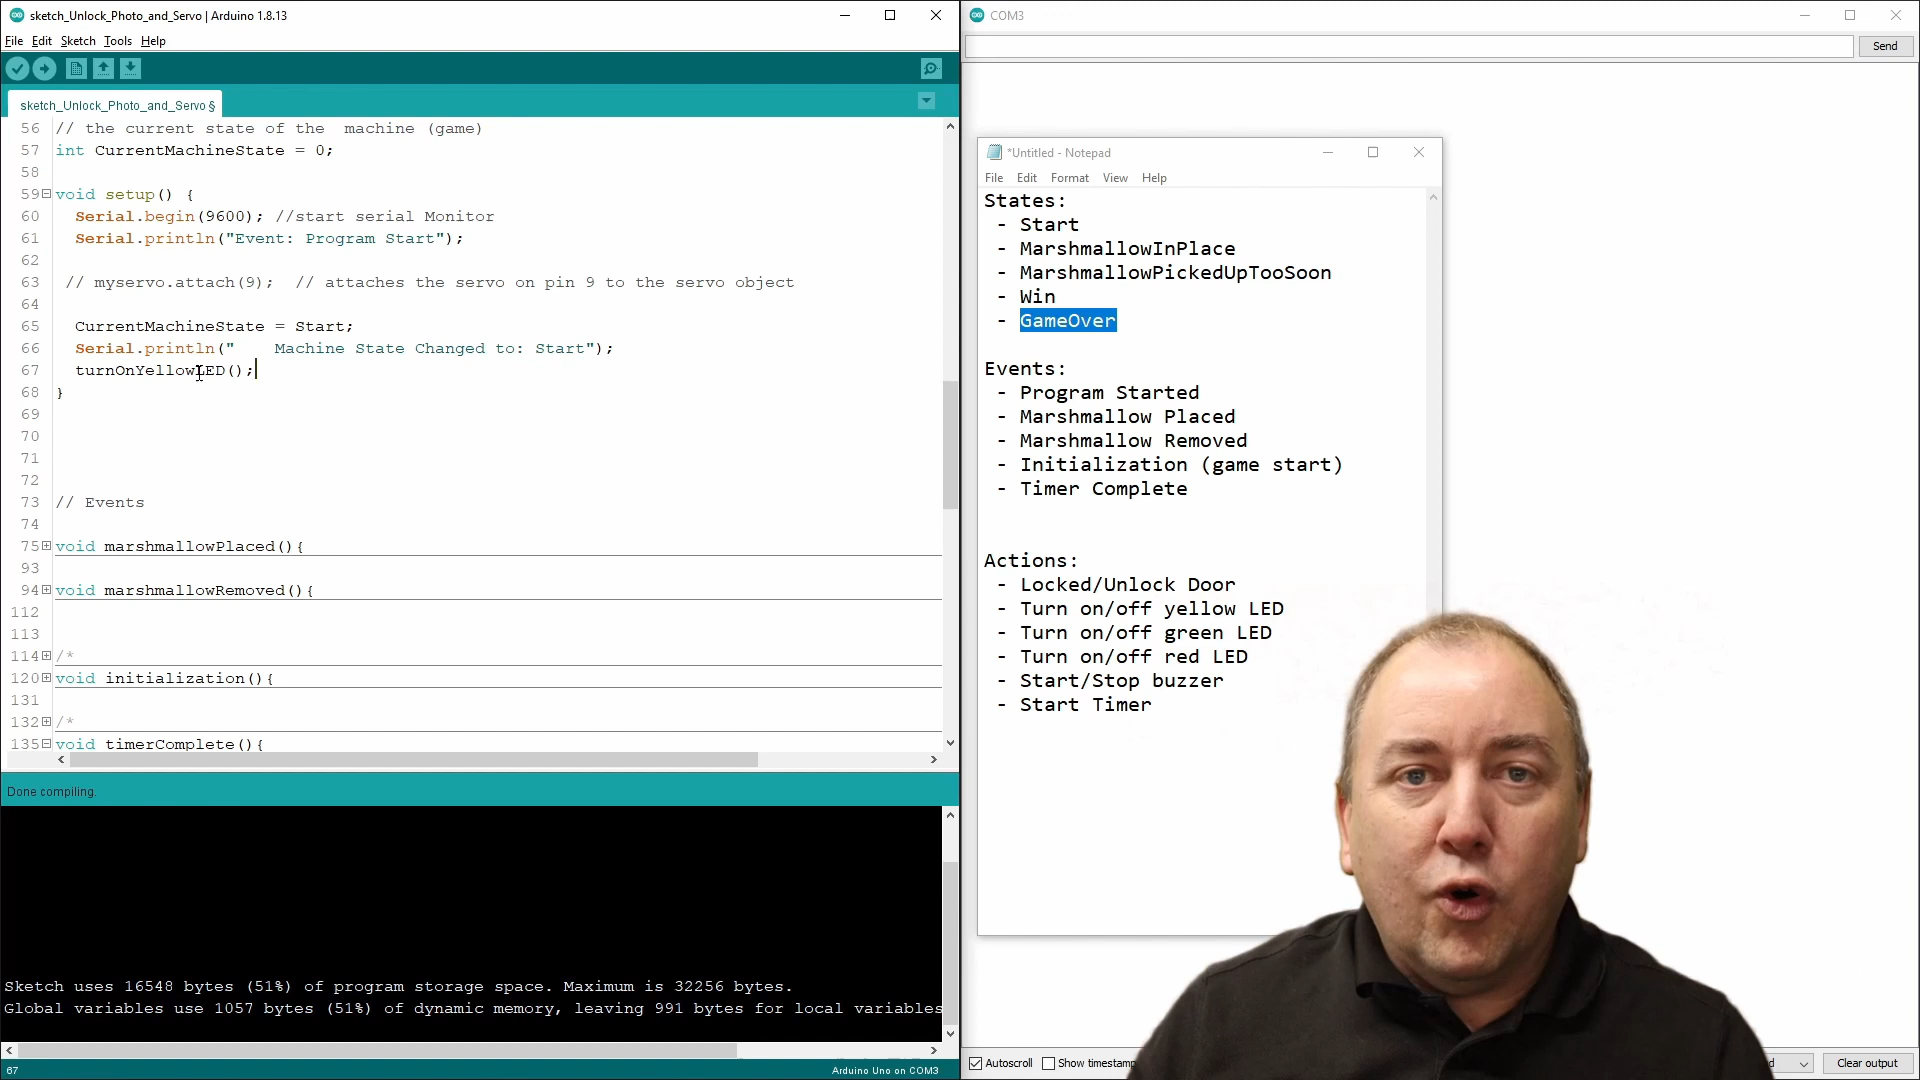 sketch_Unlock_Photo_and_Servo | Arduino 1.8.13
File Edit Sketch Tools Help
sketch_Unlock_Photo_and_Servo §
56 // the current state of the  machine (game)
57 int CurrentMachineState = 0;
58
59 void setup() {
60 Serial.begin(9600); //start serial Monitor
61 Serial.println("Event: Program Start");
62
63 // myservo.attach(9);  // attaches the servo on pin 9 to the servo object
64
65 CurrentMachineState = Start;
66 Serial.println("    Machine State Changed to: Start");
67 turnOnYellowLED();
68 }
69
70
71
72
73 // Events
74
75 void marshmallowPlaced(){
93
94 void marshmallowRemoved(){
112
113
114 /*
120 void initialization(){
131
132 /*
135 void timerComplete(){
Done compiling.
Sketch uses 16548 bytes (51%) of program storage space. Maximum is 32256 bytes.
Global variables use 1057 bytes (51%) of dynamic memory, leaving 991 bytes for local variables
67
Arduino Uno on COM3
COM3
Send
*Untitled - Notepad
File Edit Format View Help
States:
- Start
- MarshmallowInPlace
- MarshmallowPickedUpTooSoon
- Win
- GameOver
Events:
- Program Started
- Marshmallow Placed
- Marshmallow Removed
- Initialization (game start)
- Timer Complete
Actions:
- Locked/Unlock Door
- Turn on/off yellow LED
- Turn on/off green LED
- Turn on/off red LED
- Start/Stop buzzer
- Start Timer
Autoscroll Show timestamp
Clear output